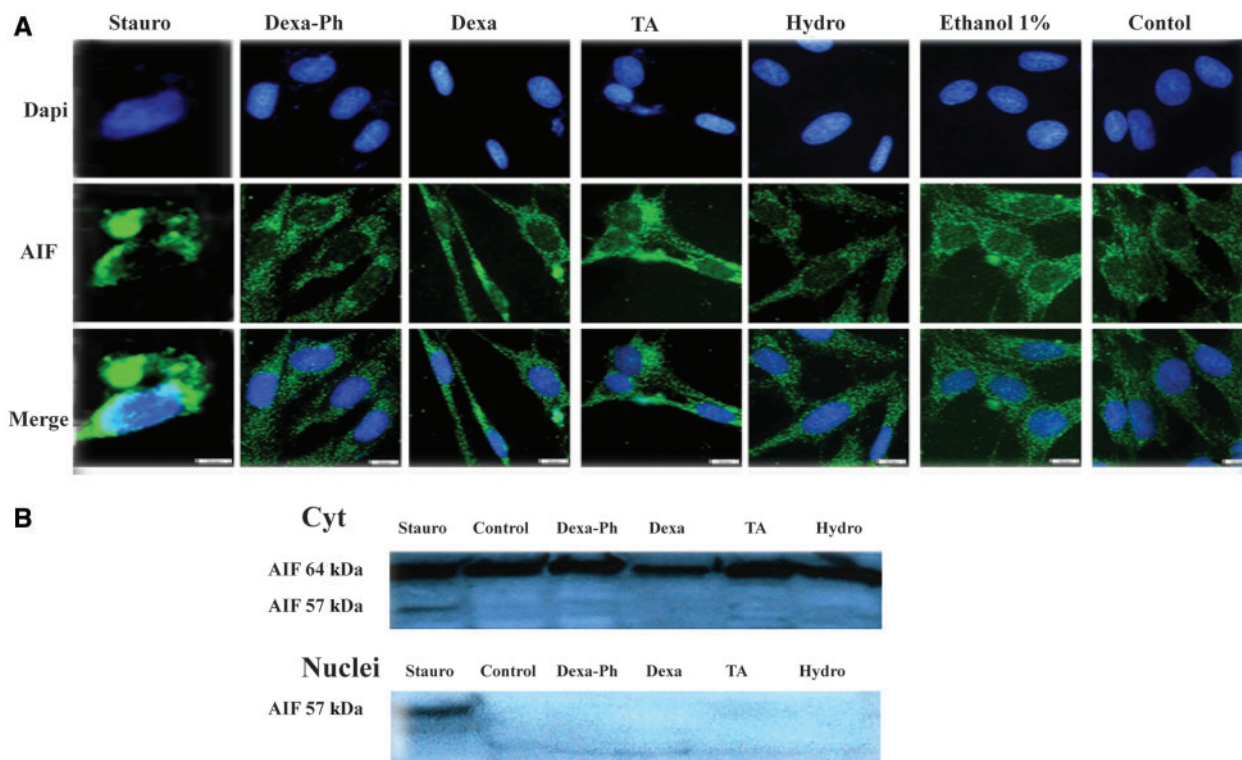 A
Stauro Dexa-Ph Dexa TA Hydro Ethanol 1% Contol
Dapi
AIF
Merge
B
Cyt
Stauro Control Dexa-Ph Dexa TA Hydro
AIF 64 kDa
AIF 57 kDa
Nuclei
Stauro Control Dexa-Ph Dexa TA Hydro
AIF 57 kDa